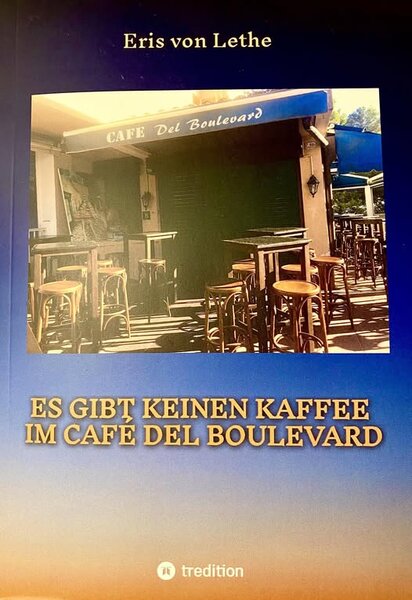 Eris von Lethe
CAFE Del Boulevard
ES GIBT KEINEN KAFFEE
IM CAFÉ DEL BOULEVARD
tredition